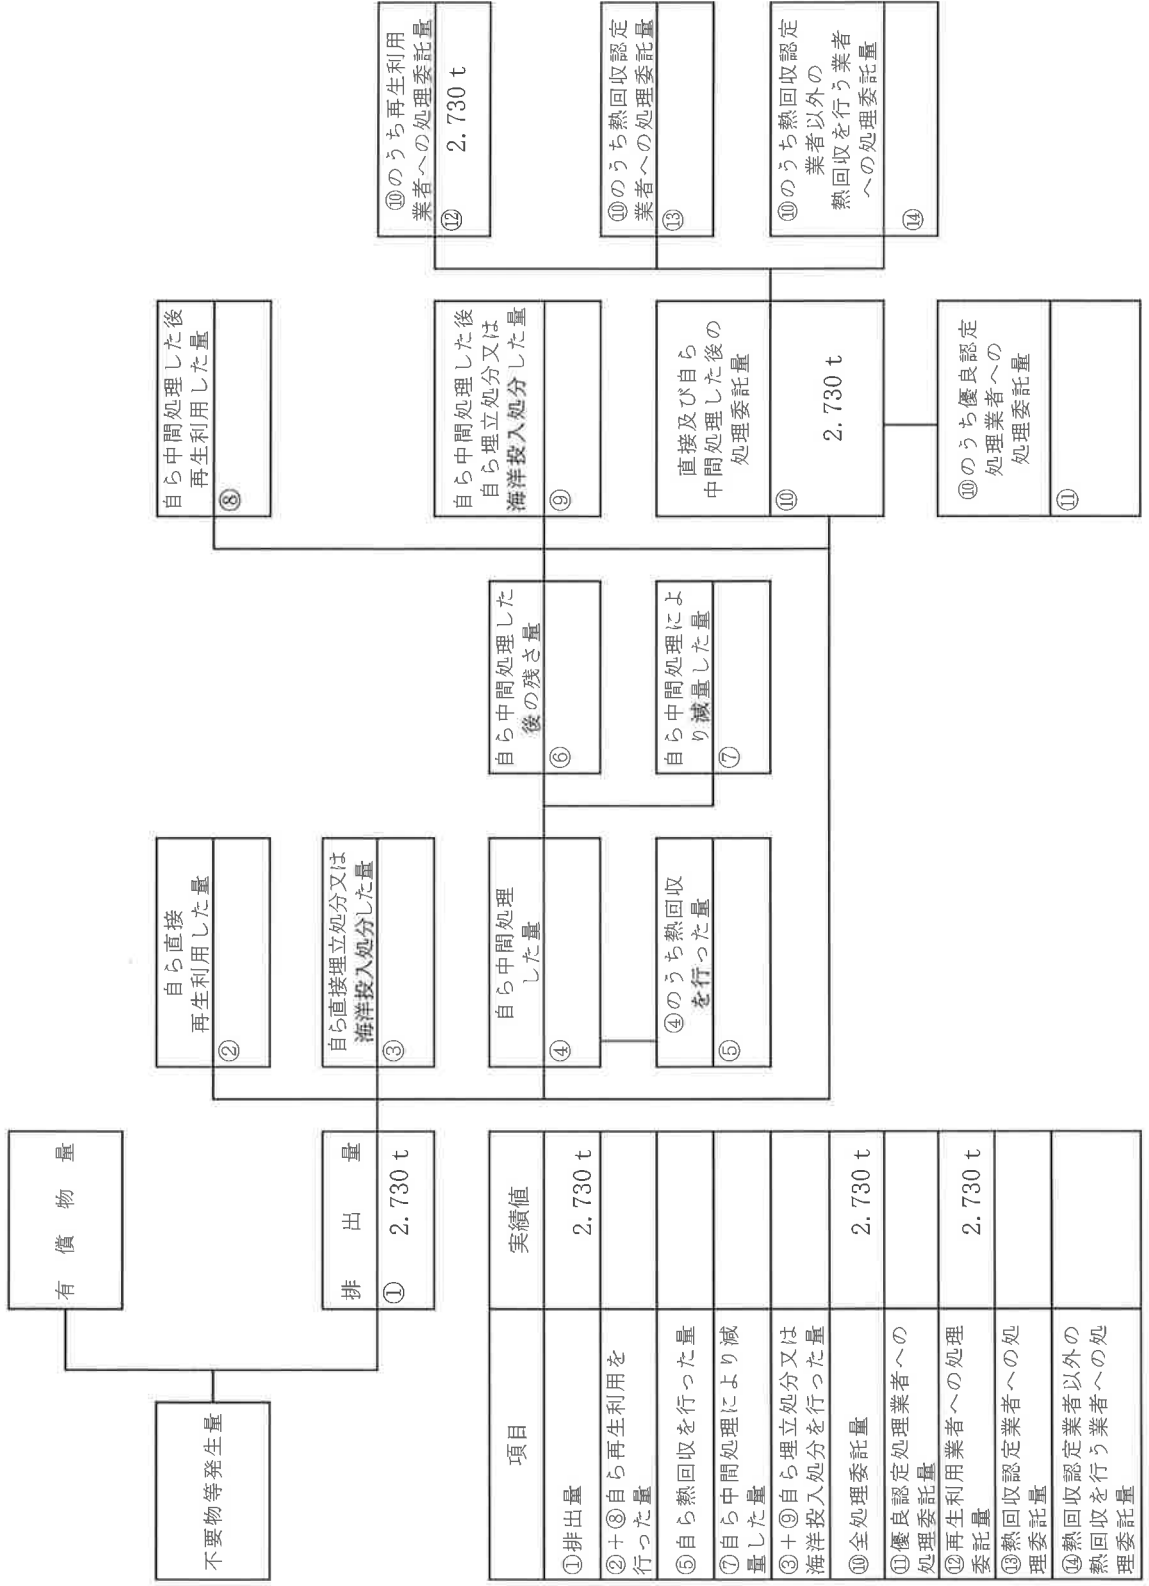 不要物等発生量
有償物量
排出量
① 2.730 t
自ら直接
再生利用した量
②
自ら直接埋立処分又は
海洋投入処分した量
③
自ら中間処理
した量
④
④のうち熱回収
を行った量
⑤
自ら中間処理した
後の残さ量
⑥
自ら中間処理によ
り減量した量
⑦
自ら中間処理した後
再生利用した量
⑧
自ら中間処理した後
自ら埋立処分又は
海洋投入処分した量
⑨
直接及び自ら
中間処理した後の
処理委託量
⑩ 2.730 t
⑩のうち優良認定
処理業者への
処理委託量
⑪
⑩のうち再生利用
業者への処理委託量
⑫ 2.730 t
⑩のうち熱回収認定
業者への処理委託量
⑬
⑩のうち熱回収認定
業者以外の
熱回収を行う業者
への処理委託量
⑭
項目 実績値
①排出量 2.730 t
②+⑧自ら再生利用を
行った量
⑤自ら熱回収を行った量
⑦自ら中間処理により減
量した量
③+⑨自ら埋立処分又は
海洋投入処分を行った量
⑩全処理委託量 2.730 t
⑪優良認定処理業者への
処理委託量
⑫再生利用業者への処理
委託量 2.730 t
⑬熱回収認定業者への処
理委託量
⑭熱回収認定業者以外の
熱回収を行う業者への処
理委託量